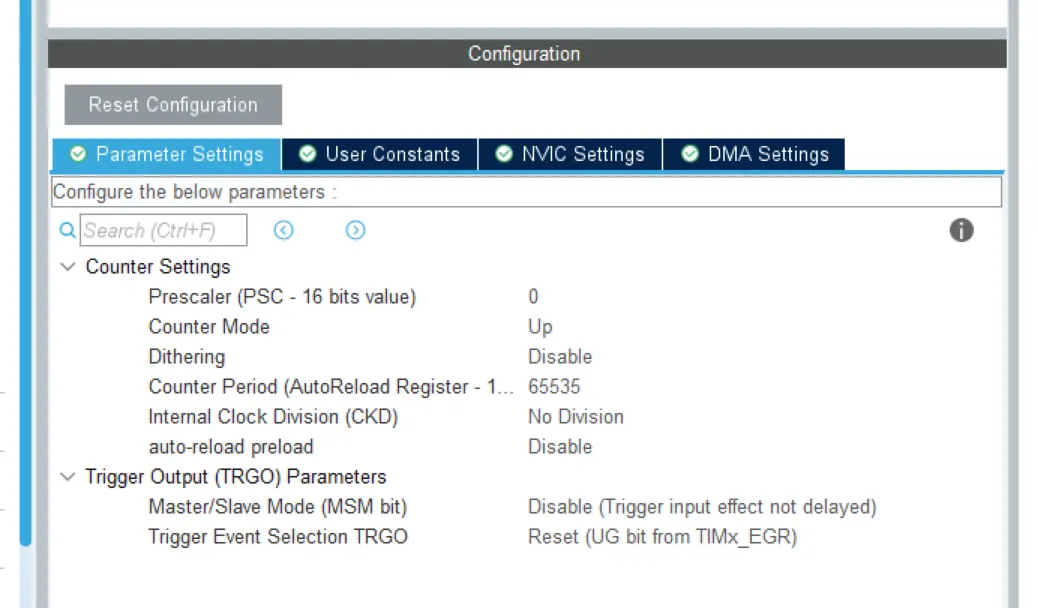 Configuration
Reset Configuration
Parameter Settings User Constants NVIC Settings DMA Settings
Configure the below parameters :
Search (Ctrl+F)
Counter Settings
Prescaler (PSC - 16 bits value) 0
Counter Mode Up
Dithering Disable
Counter Period (AutoReload Register - 1... 65535
Internal Clock Division (CKD) No Division
auto-reload preload Disable
Trigger Output (TRGO) Parameters
Master/Slave Mode (MSM bit) Disable (Trigger input effect not delayed)
Trigger Event Selection TRGO Reset (UG bit from TIMx_EGR)